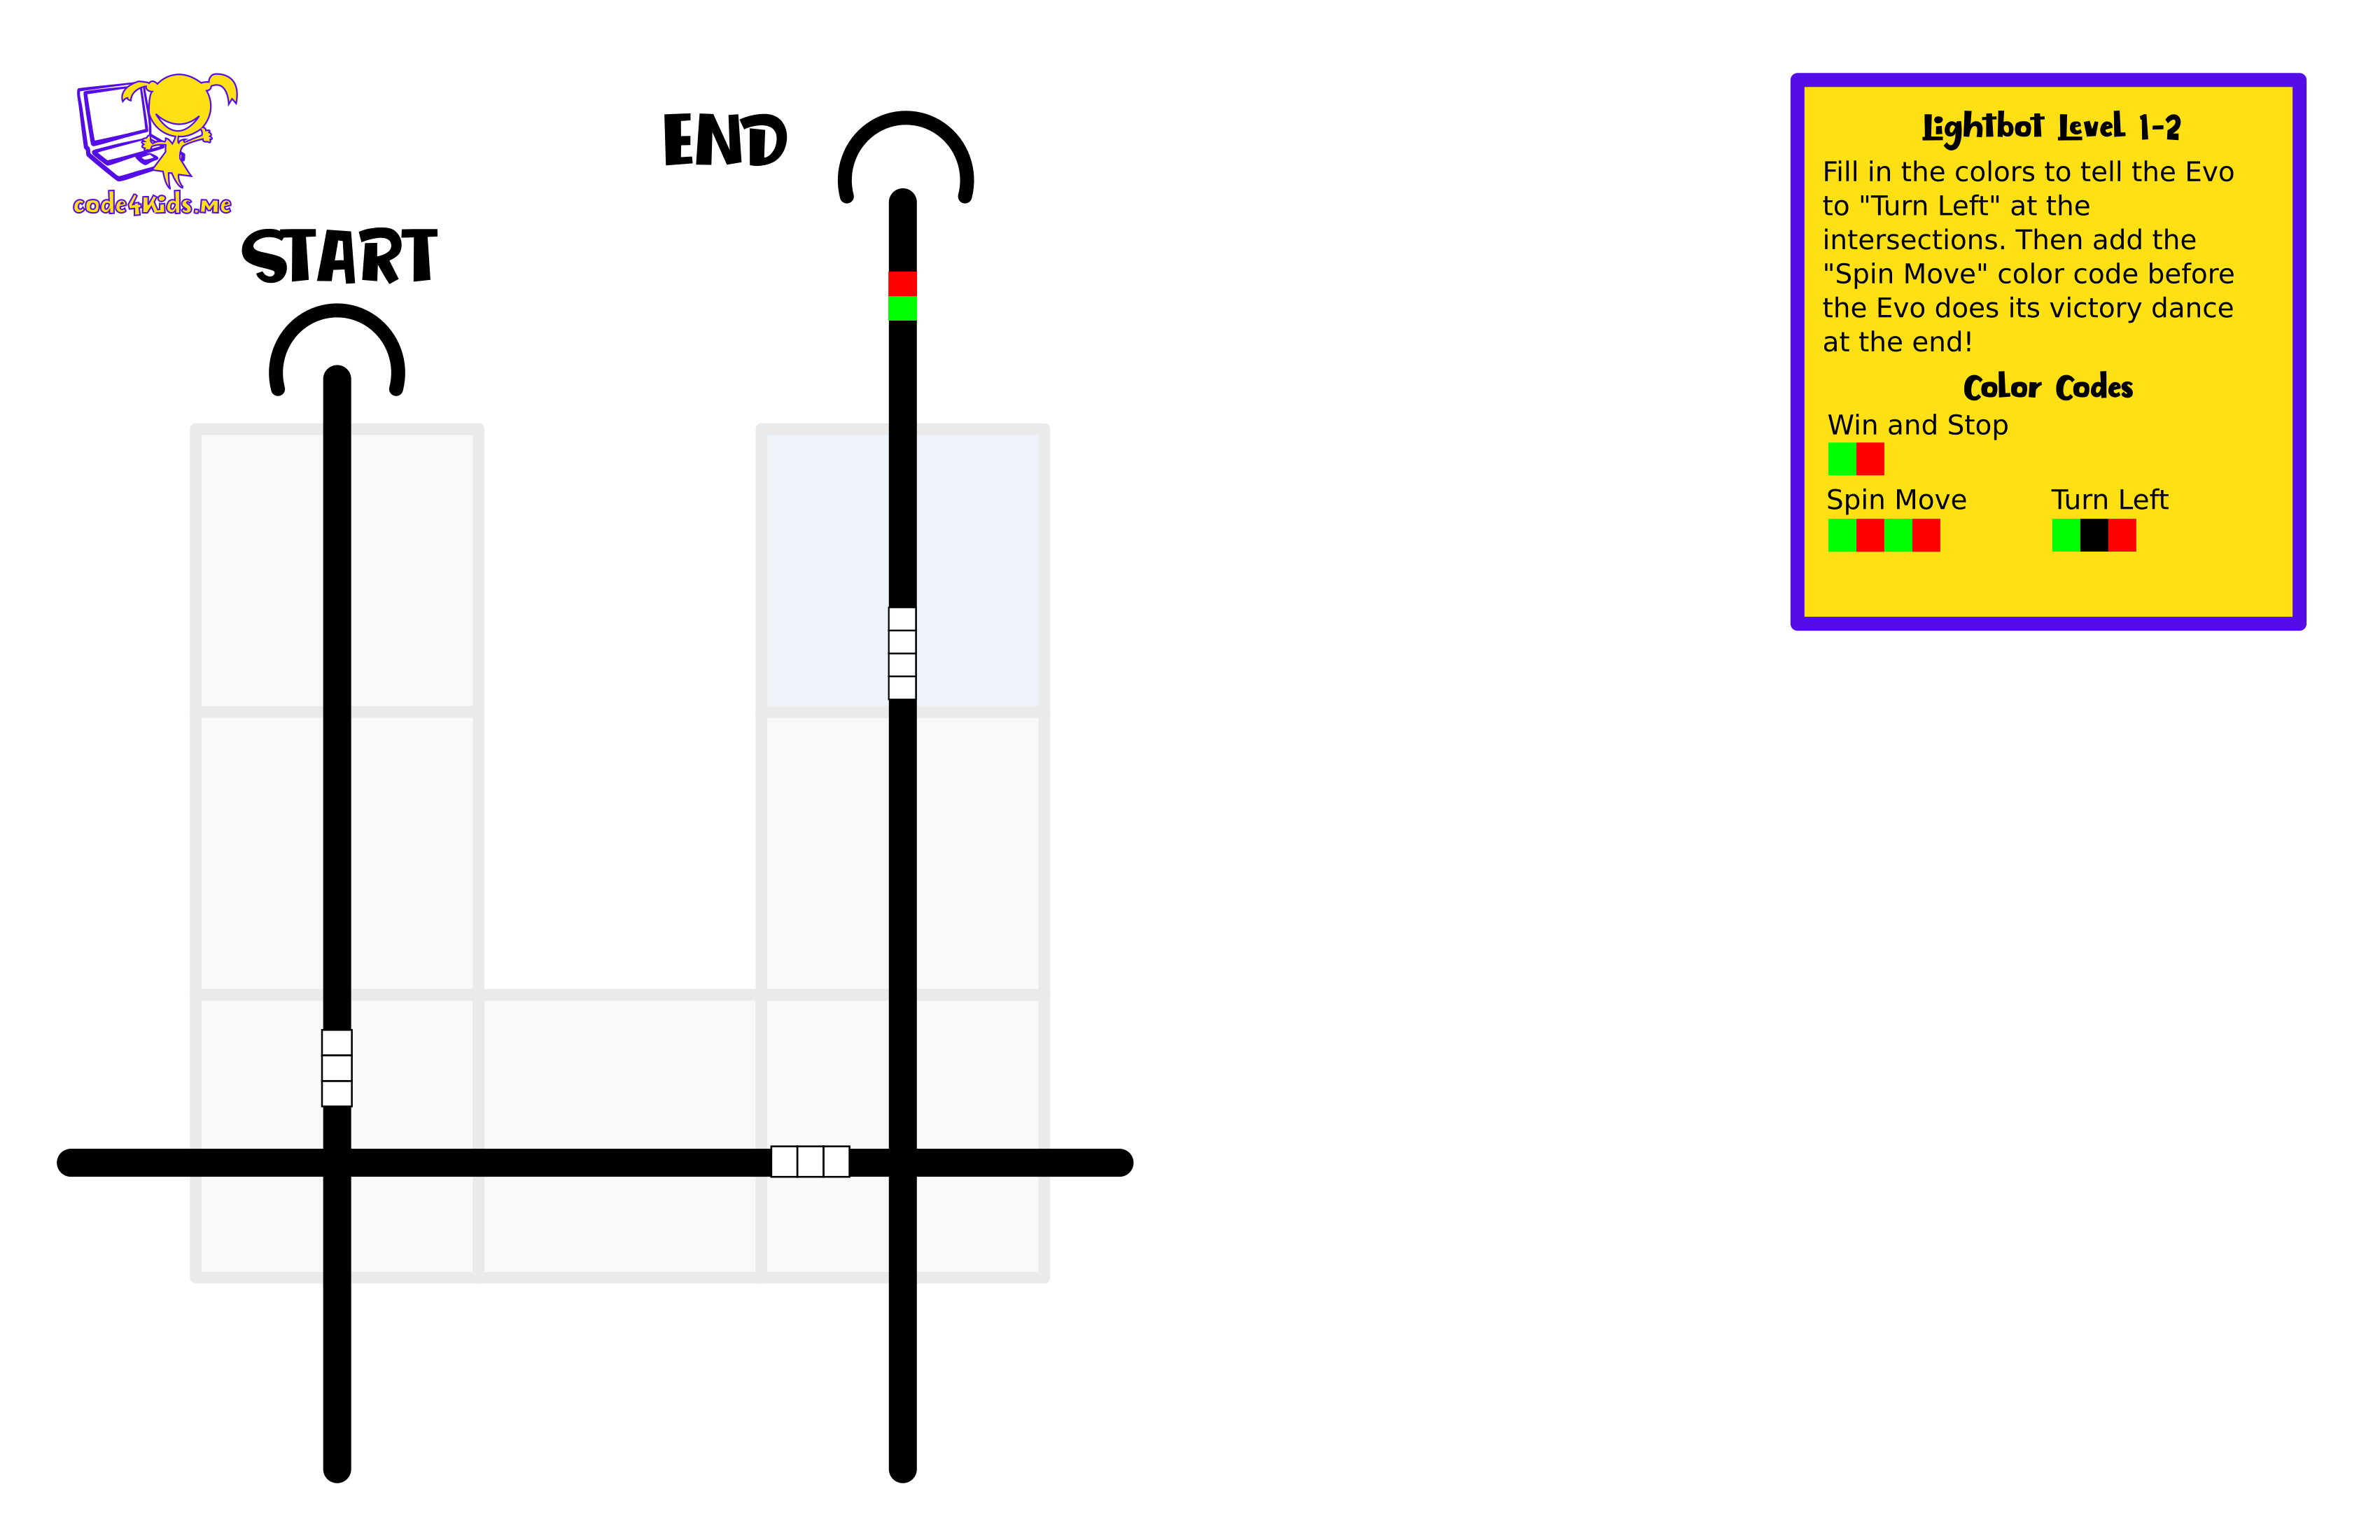 code4kids.me
START
END
Lightbot Level 1-2
Fill in the colors to tell the Evo
to "Turn Left" at the
intersections. Then add the
"Spin Move" color code before
the Evo does its victory dance
at the end!
Color Codes
Win and Stop
Spin Move
Turn Left